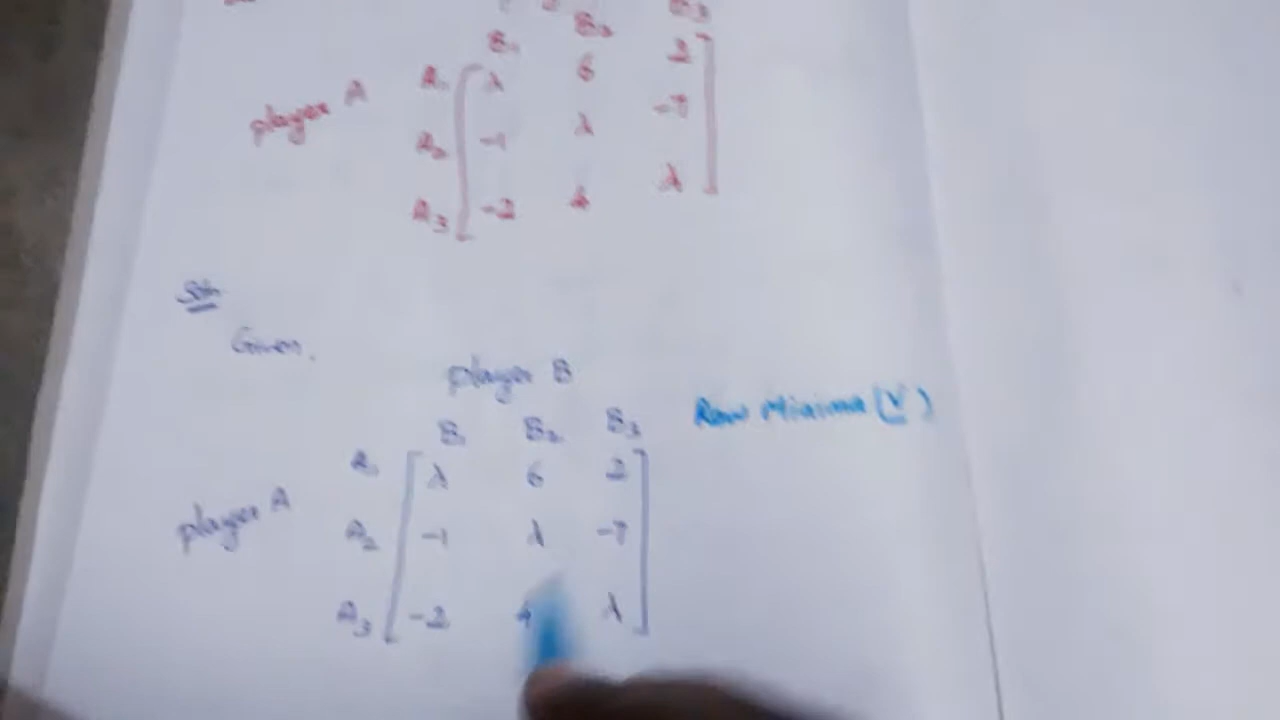 B₁ B₂ B₃
A₁ λ 6 2
player A
A₂ -1 λ -7
A₃ -2 4 λ
Soln
Given,
player B
Row Minima (V)
B₁ B₂ B₃
A₁ λ 6 2
player A
A₂ -1 λ -7
A₃ -2 4 λ